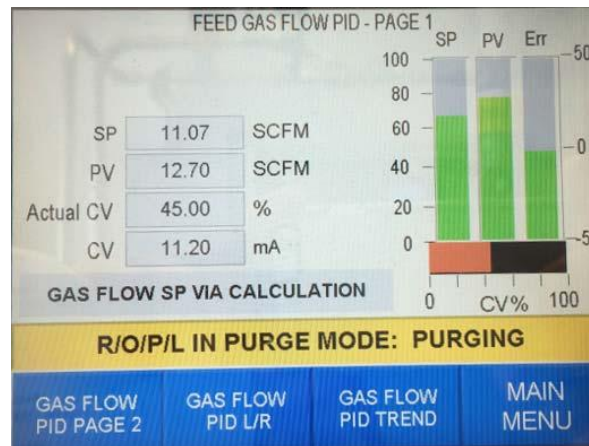 FEED GAS FLOW PID - PAGE 1
SP PV Err
100
80
60
40
20
0
50
0
-5
SP 11.07 SCFM
PV 12.70 SCFM
Actual CV 45.00 %
CV 11.20 mA
GAS FLOW SP VIA CALCULATION
0 CV% 100
R/O/P/L IN PURGE MODE: PURGING
GAS FLOW
PID PAGE 2
GAS FLOW
PID L/R
GAS FLOW
PID TREND
MAIN
MENU